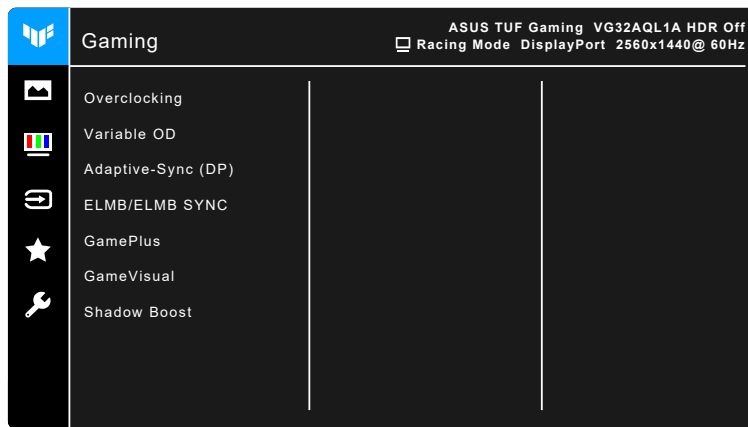 Gaming
ASUS TUF Gaming VG32AQL1A HDR Off
Racing Mode DisplayPort 2560x1440@ 60Hz
Overclocking
Variable OD
Adaptive-Sync (DP)
ELMB/ELMB SYNC
GamePlus
GameVisual
Shadow Boost